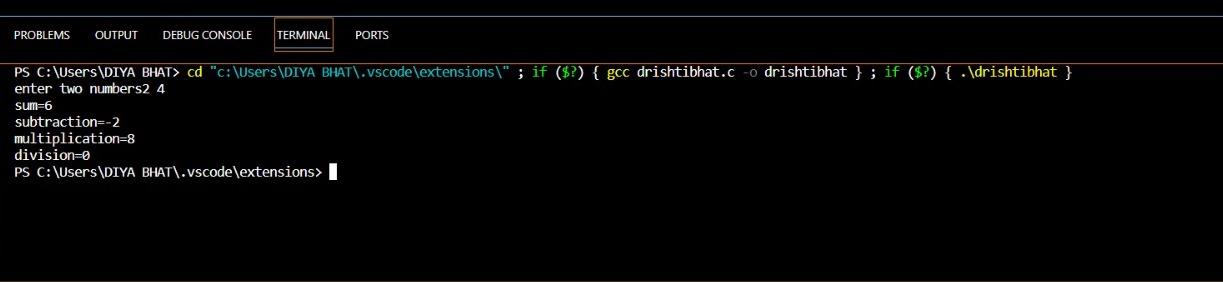 PROBLEMS OUTPUT DEBUG CONSOLE TERMINAL PORTS
PS C:\Users\DIYA BHAT> cd "c:\Users\DIYA BHAT\.vscode\extensions\" ; if ($?) { gcc drishtibhat.c -o drishtibhat } ; if ($?) { .\drishtibhat }
enter two numbers2 4
sum=6
subtraction=-2
multiplication=8
division=0
PS C:\Users\DIYA BHAT\.vscode\extensions>